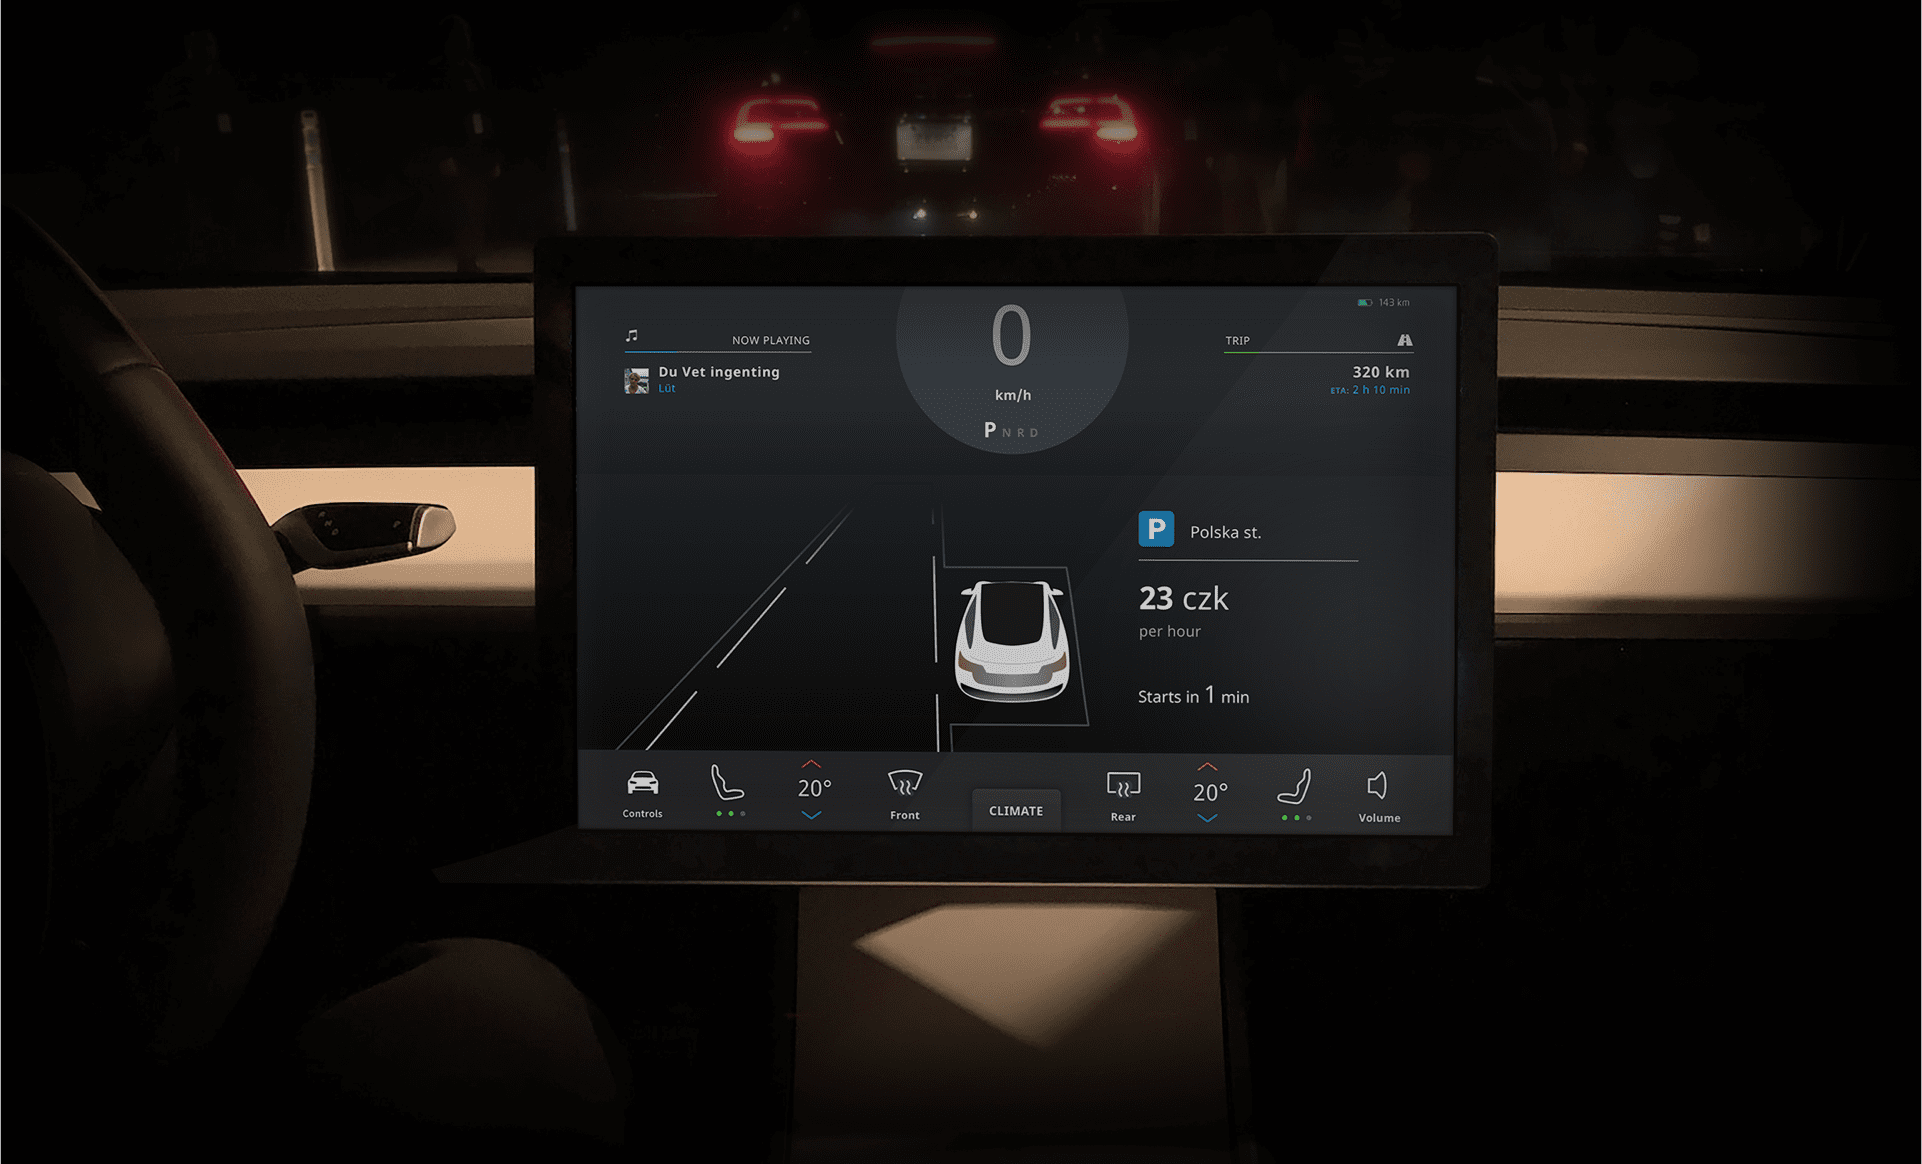 143 km
NOW PLAYING
Du Vet ingenting
Lüt
0
km/h
P N R D
TRIP
320 km
ETA: 2 h 10 min
P Polska st.
23 czk
per hour
Starts in 1 min
Controls
20°
Front
CLIMATE
Rear
20°
Volume